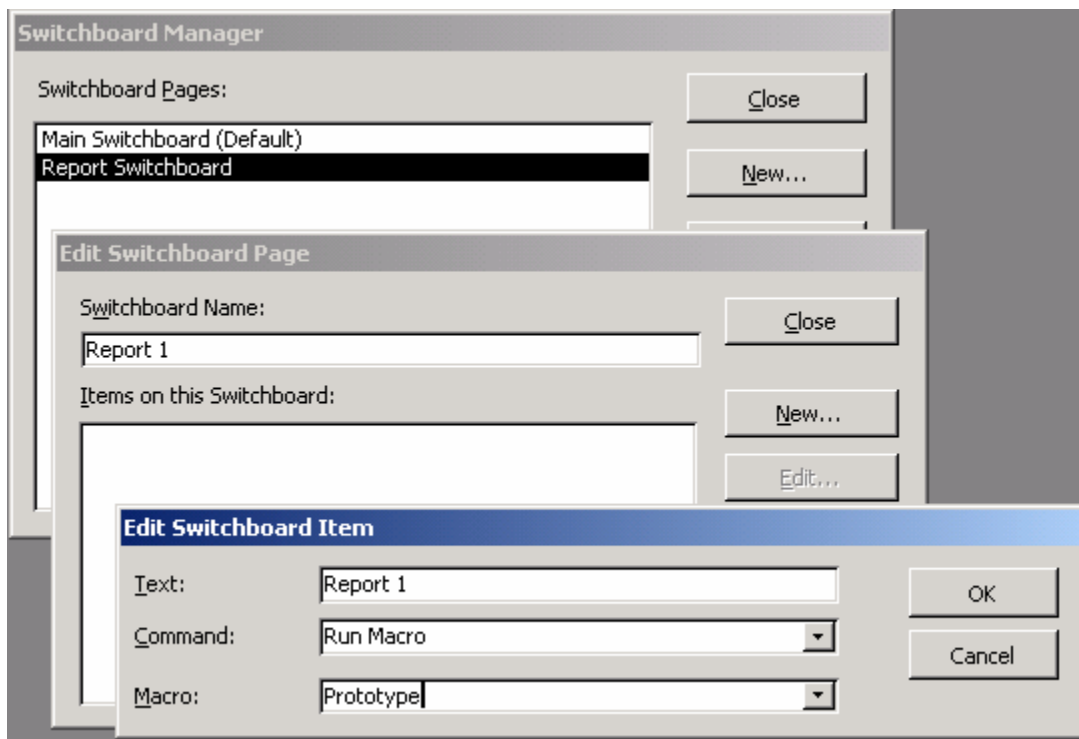 Switchboard Manager
Switchboard Pages:
Close
Main Switchboard (Default)
Report Switchboard
New...
Edit Switchboard Page
Switchboard Name:
Close
Report 1
Items on this Switchboard:
New...
Edit...
Edit Switchboard Item
Text:
Report 1
OK
Command:
Run Macro
Cancel
Macro:
Prototype